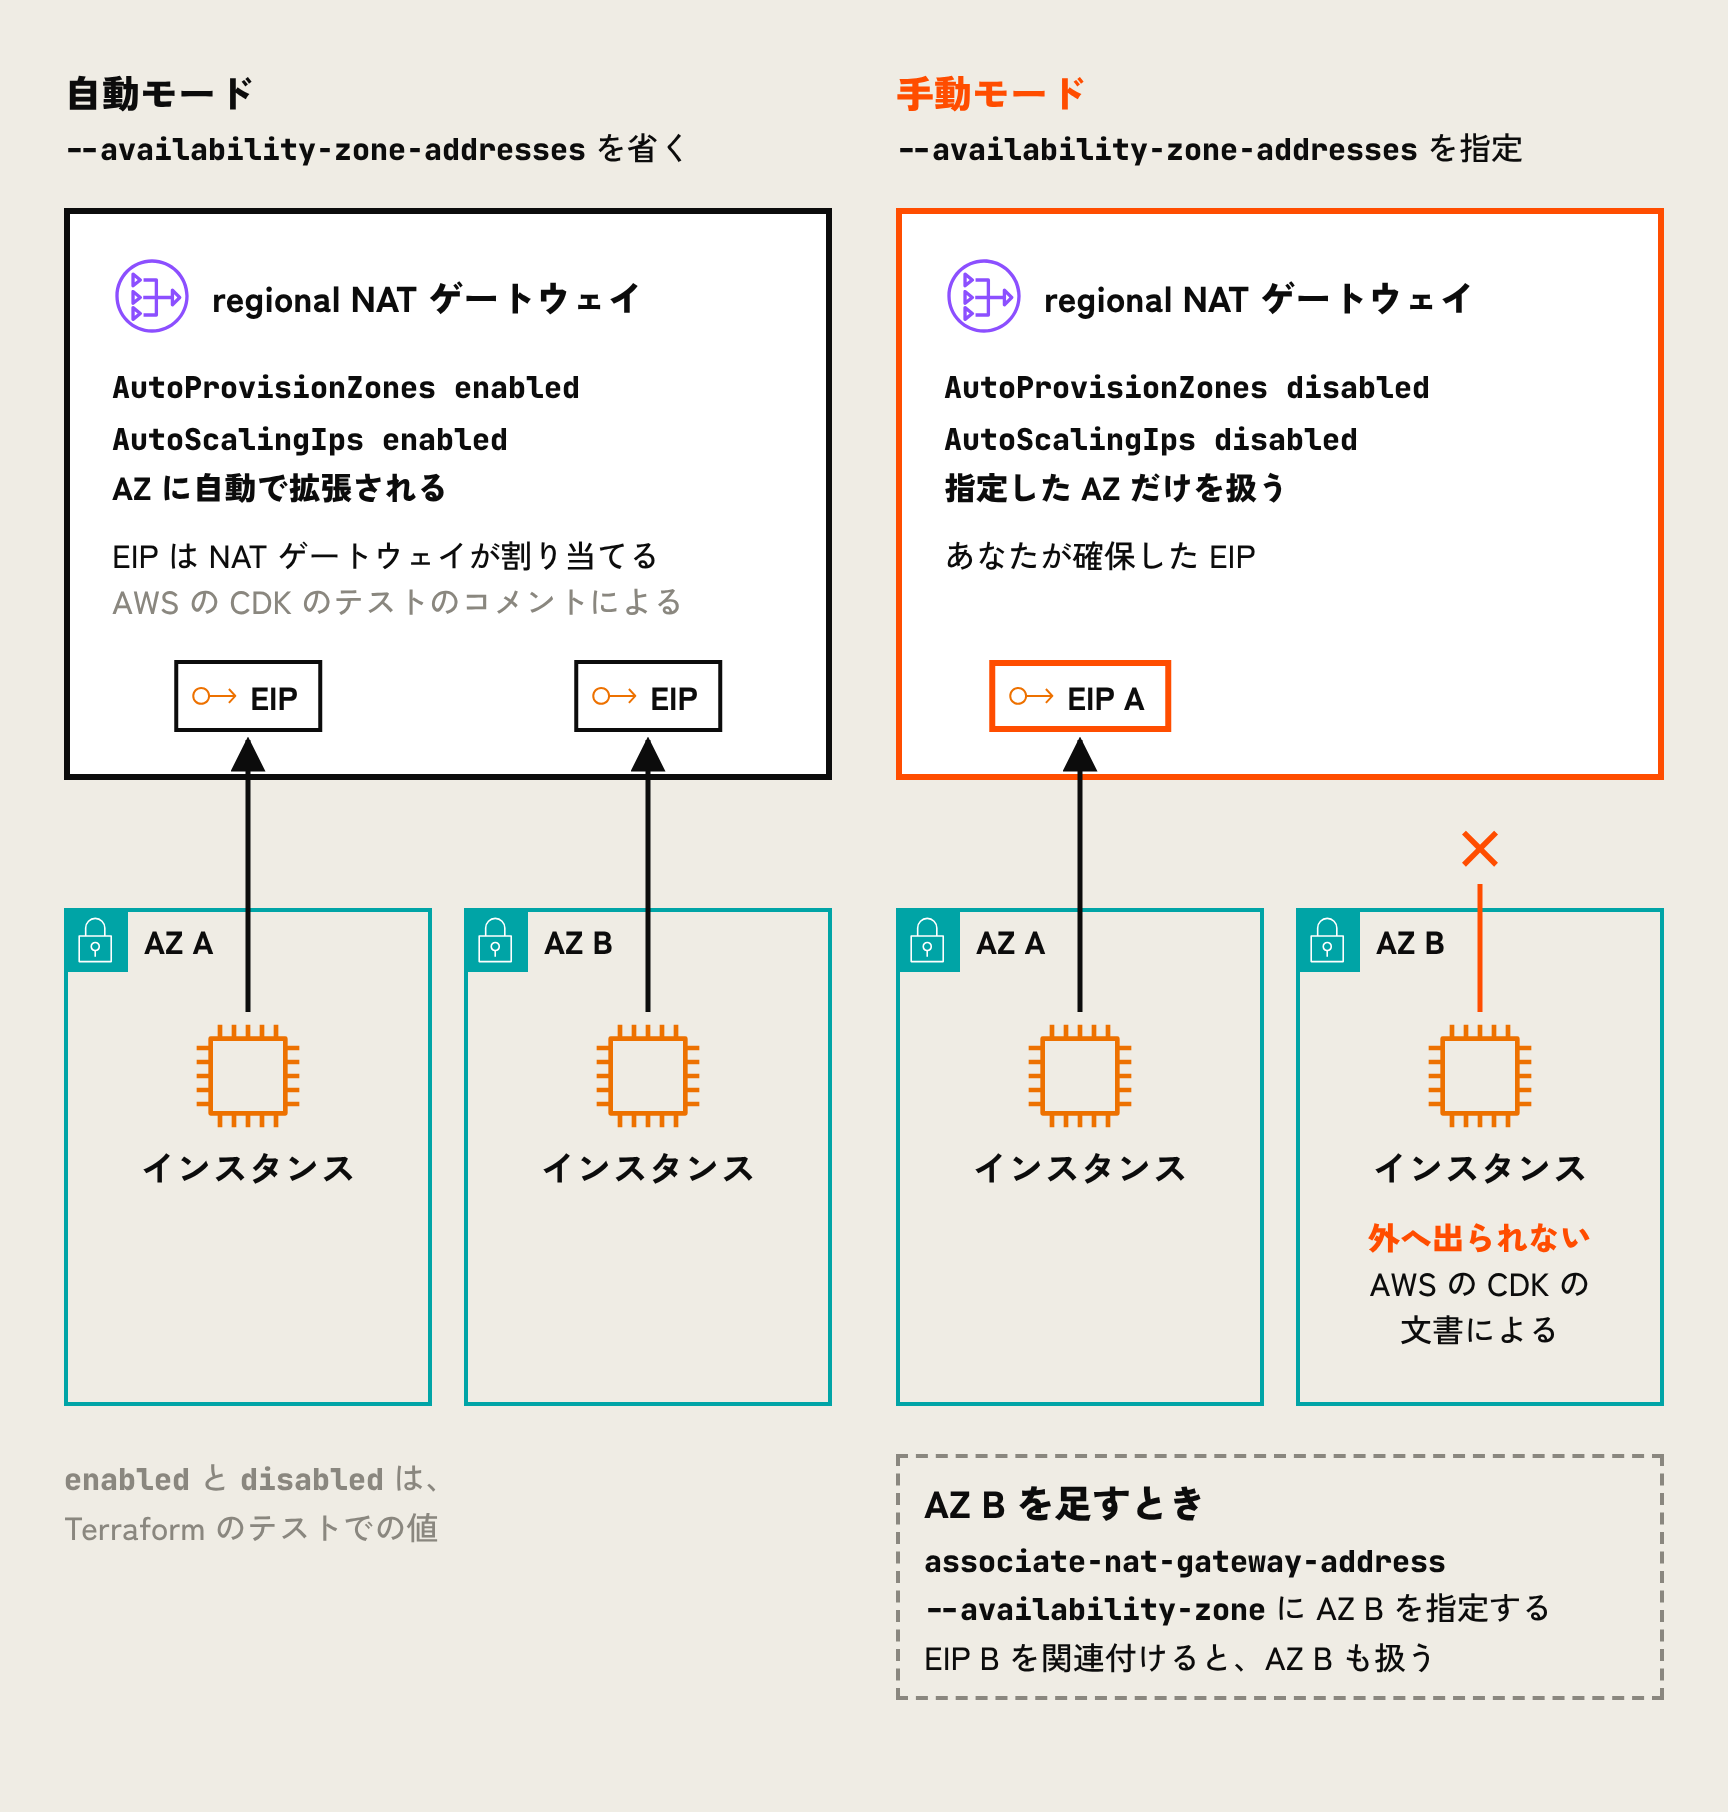 自動モード
--availability-zone-addresses を省く
regional NAT ゲートウェイ
AutoProvisionZones enabled
AutoScalingIps enabled
AZ に自動で拡張される
EIP は NAT ゲートウェイが割り当てる
AWS の CDK のテストのコメントによる
EIP
EIP
AZ A
AZ B
インスタンス
インスタンス
enabled と disabled は、
Terraform のテストでの値
手動モード
--availability-zone-addresses を指定
regional NAT ゲートウェイ
AutoProvisionZones disabled
AutoScalingIps disabled
指定した AZ だけを扱う
あなたが確保した EIP
EIP A
AZ A
AZ B
インスタンス
インスタンス
外へ出られない
AWS の CDK の
文書による
AZ B を足すとき
associate-nat-gateway-address
--availability-zone に AZ B を指定する
EIP B を関連付けると、AZ B も扱う